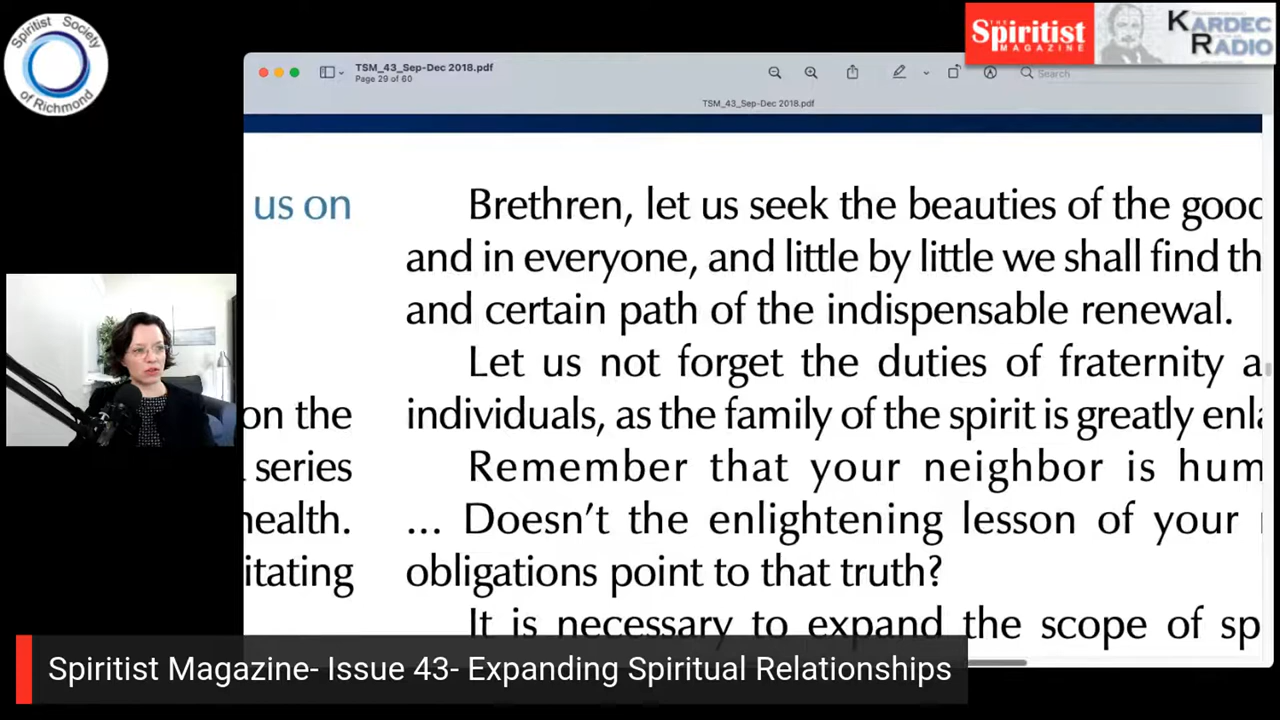 Spiritist Society
of Richmond
THE
Spiritist
MAGAZINE
KARDEC
RADIO
TSM_43_Sep-Dec 2018.pdf
Page 29 of 60
Search
TSM_43_Sep-Dec 2018.pdf
us on
on the
series
health.
itating
Brethren, let us seek the beauties of the good
and in everyone, and little by little we shall find th
and certain path of the indispensable renewal.
Let us not forget the duties of fraternity a
individuals, as the family of the spirit is greatly enla
Remember that your neighbor is hum
... Doesn't the enlightening lesson of your
obligations point to that truth?
It is necessary to expand the scope of sp
Spiritist Magazine- Issue 43- Expanding Spiritual Relationships